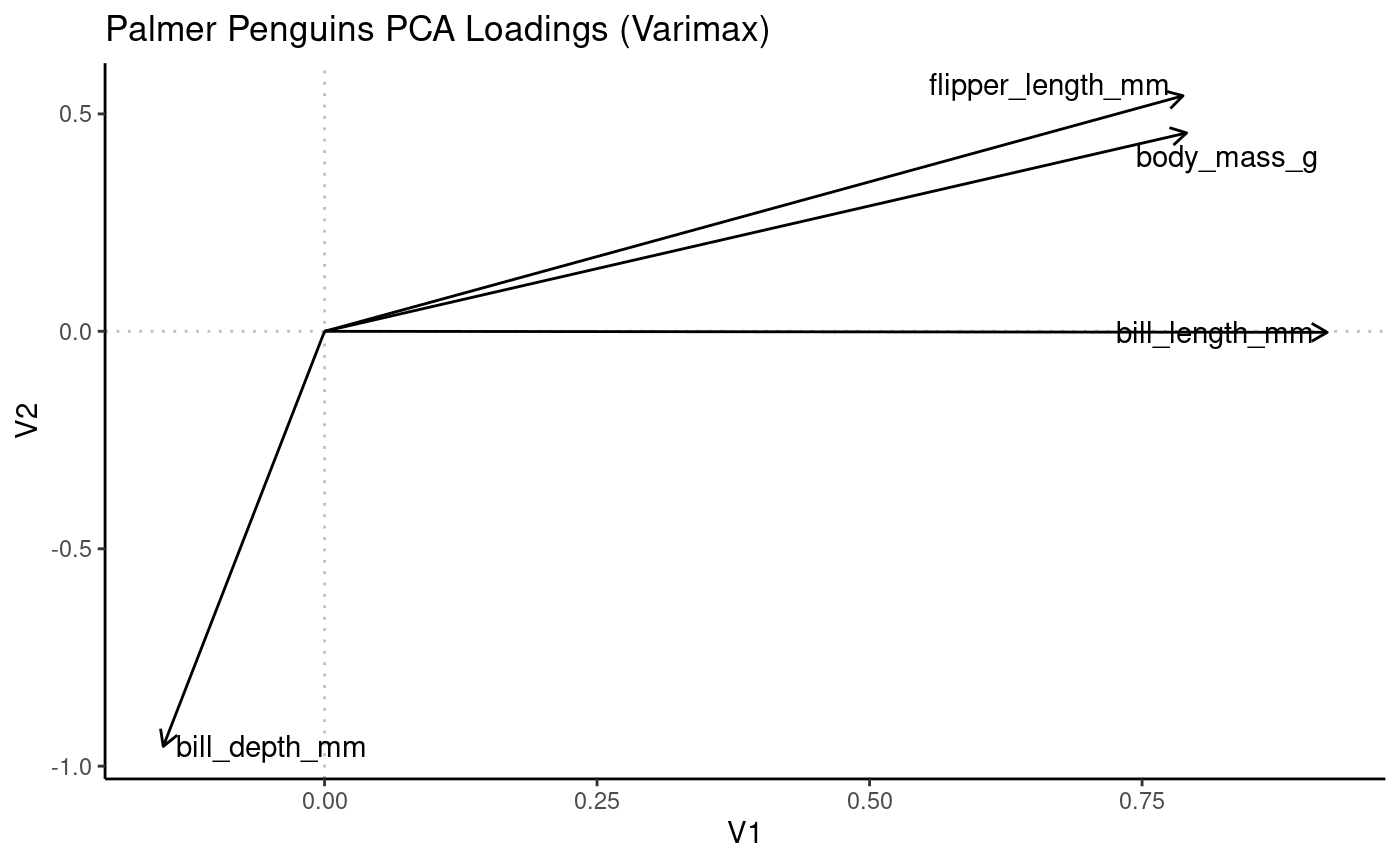 Palmer Penguins PCA Loadings (Varimax)
flipper_length_mm
body_mass_g
bill_length_mm
bill_depth_mm
0.5
0.0
-0.5
-1.0
V2
0.00
0.25
0.50
0.75
V1